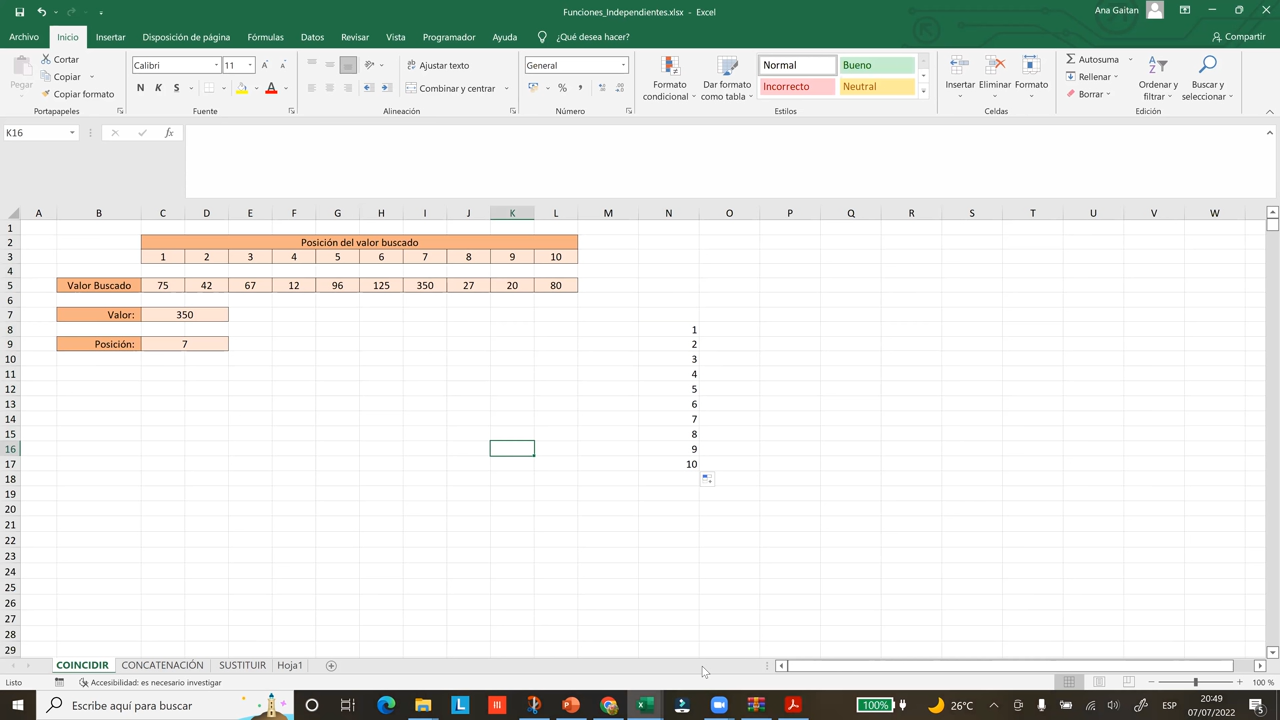 Funciones_Independientes.xlsx - Excel
Ana Gaitan
Archivo Inicio Insertar Disposición de página Fórmulas Datos Revisar Vista Programador Ayuda ¿Qué desea hacer? Compartir
Pegar
Cortar
Copiar
Copiar formato
Portapapeles
Calibri 11
N K S
Fuente
Ajustar texto
Combinar y centrar
Alineación
General
Número
Formato condicional
Dar formato como tabla
Normal Bueno
Incorrecto Neutral
Estilos
Insertar Eliminar Formato
Celdas
Autosuma
Rellenar
Borrar
Ordenar y filtrar
Buscar y seleccionar
Edición
K16 fx
A B C D E F G H I J K L M N O P Q R S T U V W
1
2 Posición del valor buscado
3 1 2 3 4 5 6 7 8 9 10
4
5 Valor Buscado 75 42 67 12 96 125 350 27 20 80
6
7 Valor: 350
8 1
9 Posición: 7 2
10 3
11 4
12 5
13 6
14 7
15 8
16 9
17 10
18
19
20
21
22
23
24
25
26
27
28
29
COINCIDIR CONCATENACIÓN SUSTITUIR Hoja1
Listo Accesibilidad: es necesario investigar 100 %
Escribe aquí para buscar 100% 26°C ESP 20:49
07/07/2022